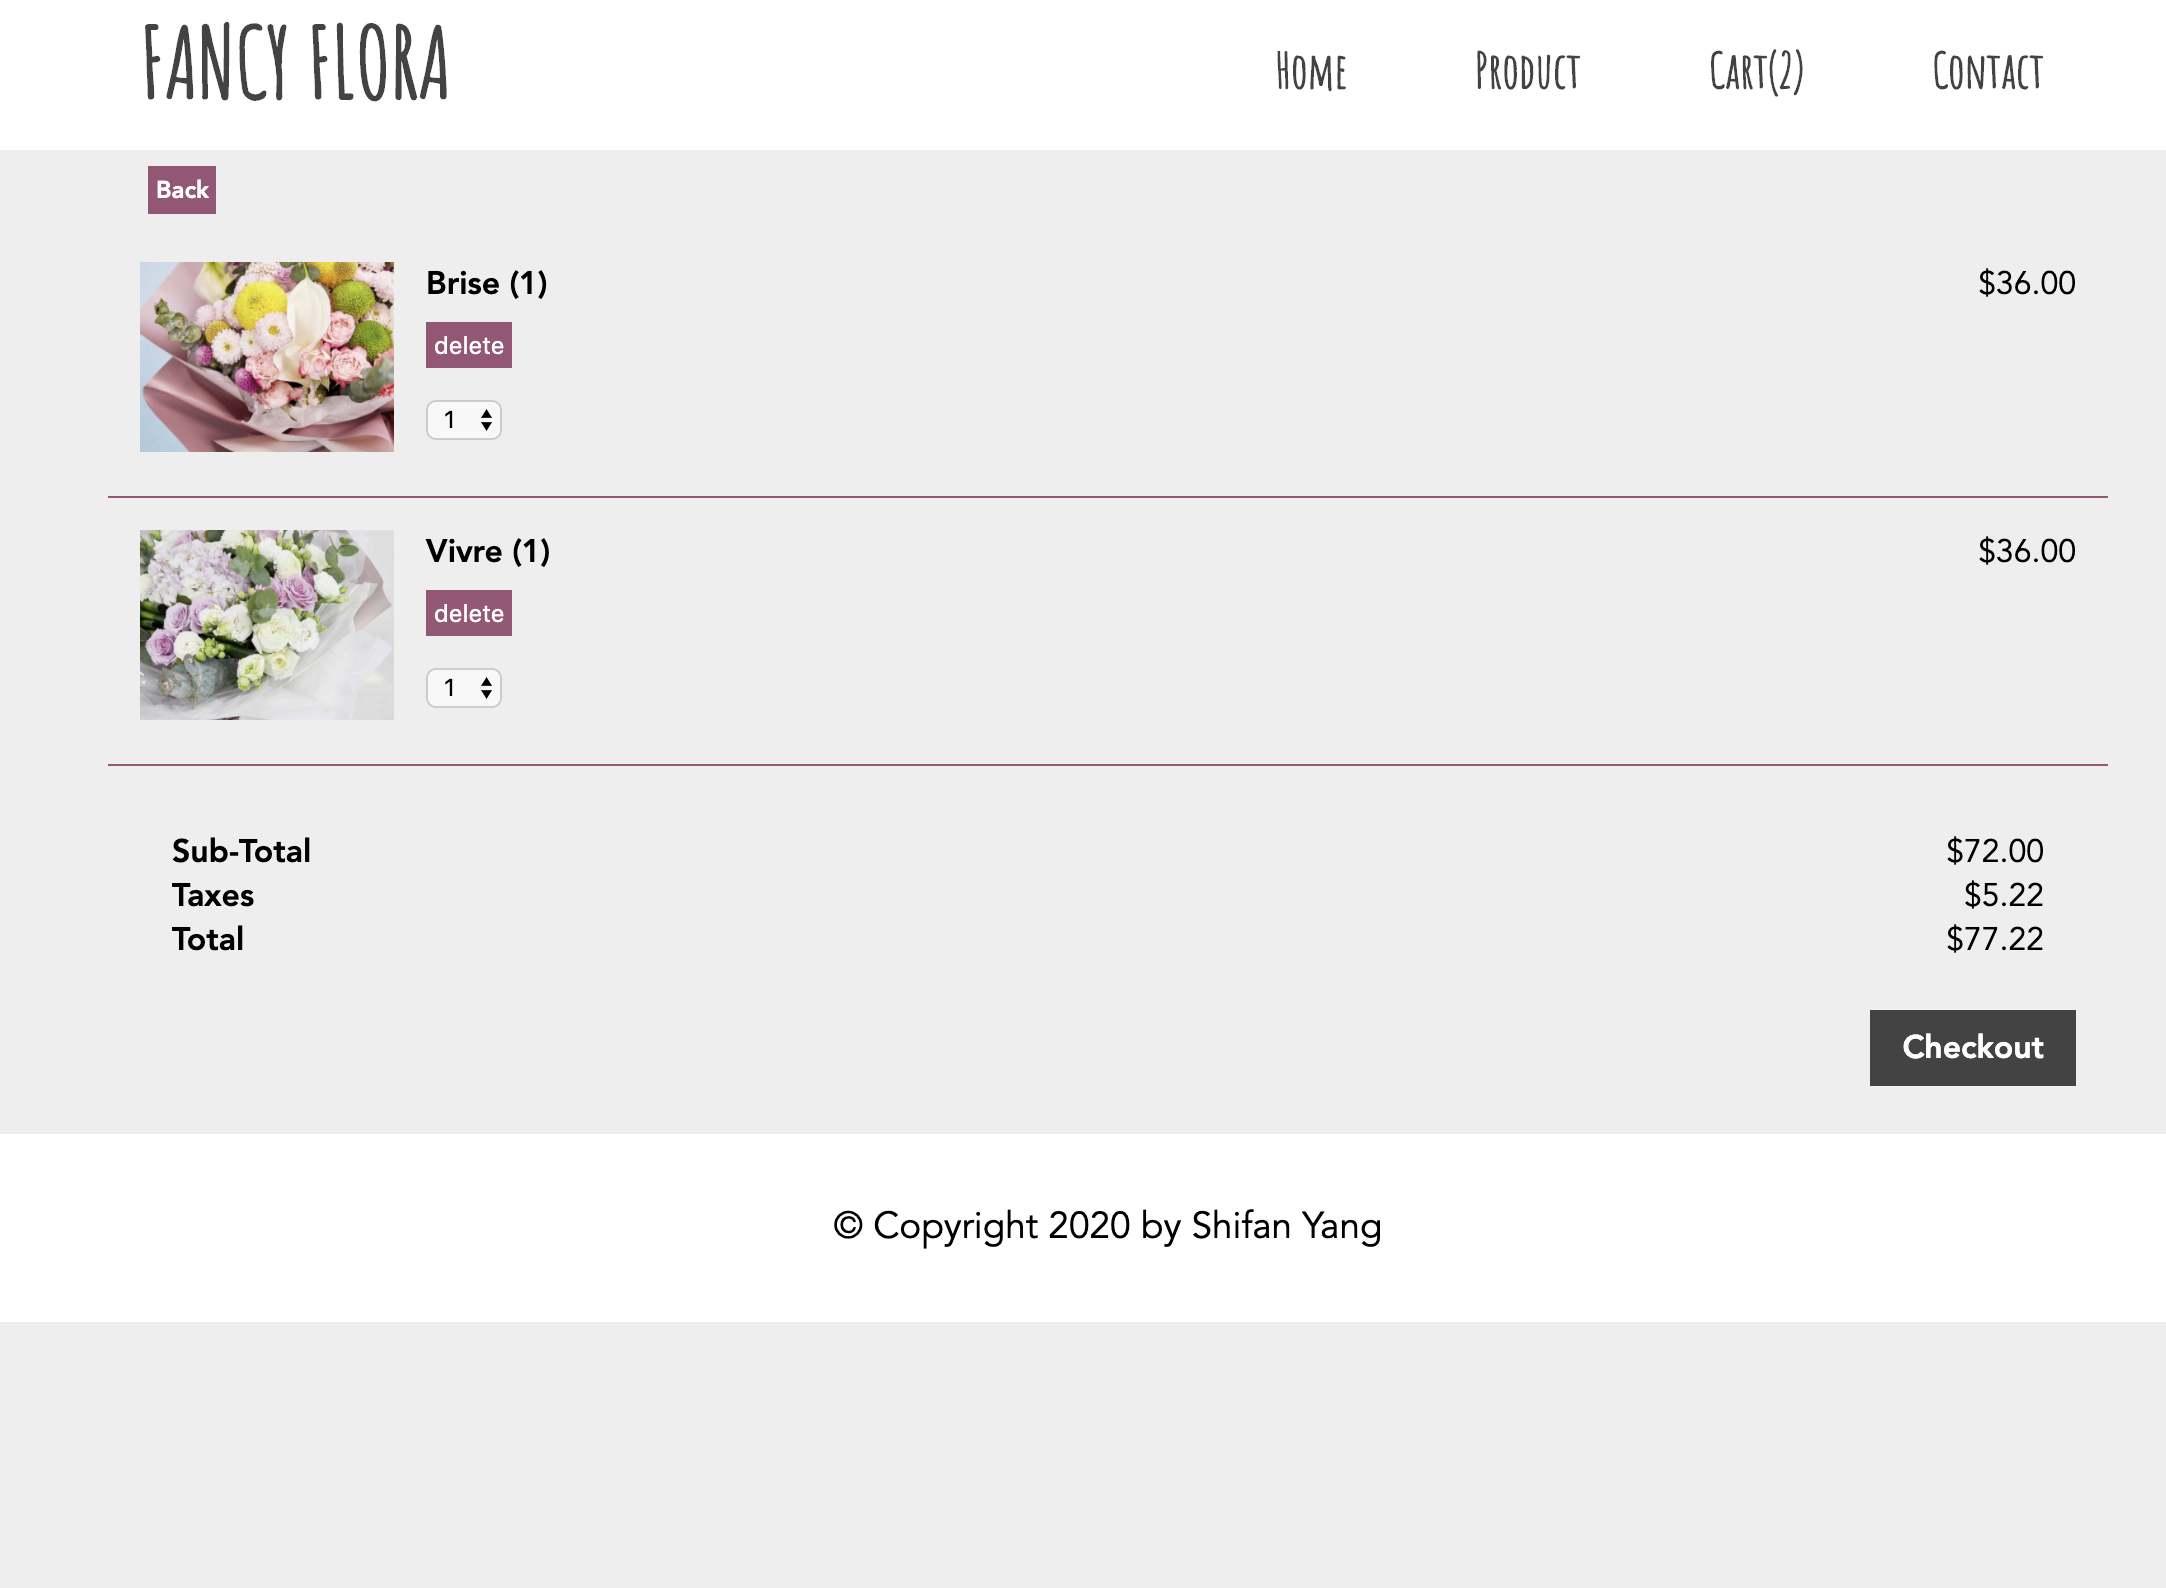 FANCY FLORA
Home Product Cart(2) Contact
Back
Brise (1) $36.00
delete
1
Vivre (1) $36.00
delete
1
Sub-Total $72.00
Taxes $5.22
Total $77.22
Checkout
© Copyright 2020 by Shifan Yang